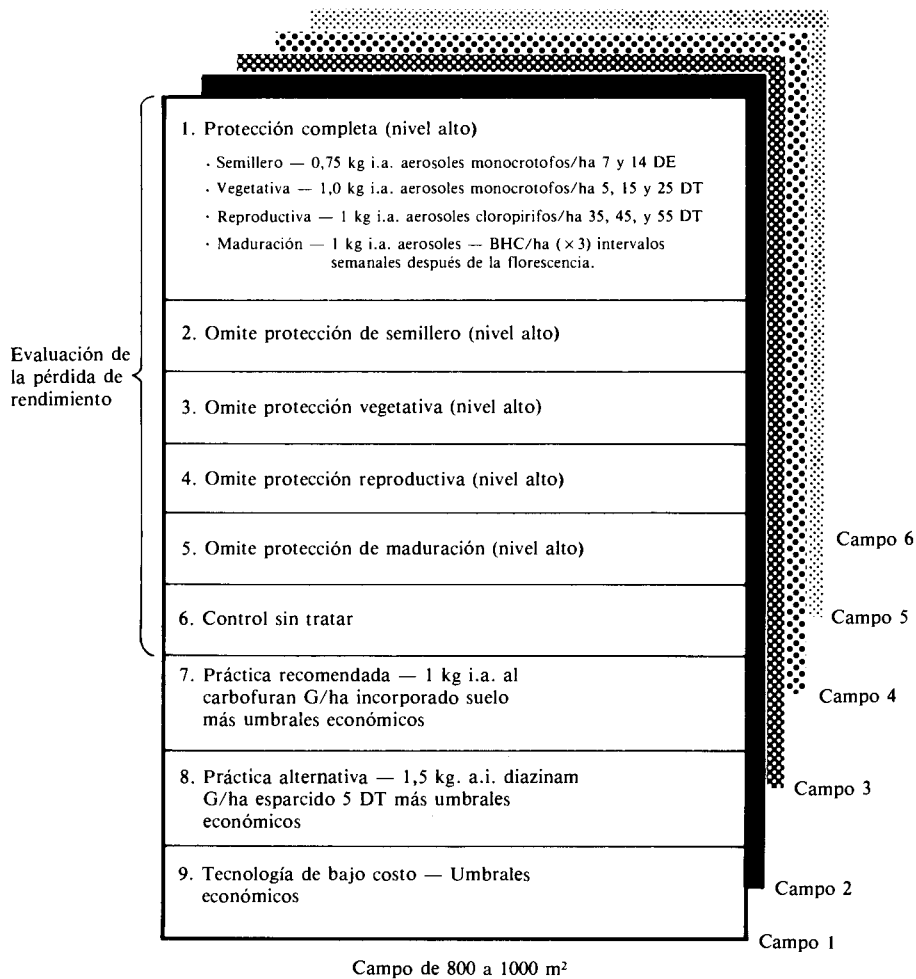 1. Protección completa (nivel alto)
· Semillero — 0,75 kg i.a. aerosoles monocrotofos/ha 7 y 14 DE
· Vegetativa — 1,0 kg i.a. aerosoles monocrotofos/ha 5, 15 y 25 DT
· Reproductiva — 1 kg i.a. aerosoles cloropirifos/ha 35, 45, y 55 DT
· Maduración — 1 kg i.a. aerosoles — BHC/ha (×3) intervalos
semanales después de la florescencia.
2. Omite protección de semillero (nivel alto)
Evaluación de
la pérdida de
rendimiento
3. Omite protección vegetativa (nivel alto)
4. Omite protección reproductiva (nivel alto)
5. Omite protección de maduración (nivel alto)
6. Control sin tratar
7. Práctica recomendada — 1 kg i.a. al
carbofuran G/ha incorporado suelo
más umbrales económicos
8. Práctica alternativa — 1,5 kg. a.i. diazinam
G/ha esparcido 5 DT más umbrales
económicos
9. Tecnología de bajo costo — Umbrales
económicos
Campo 6
Campo 5
Campo 4
Campo 3
Campo 2
Campo 1
Campo de 800 a 1000 m²